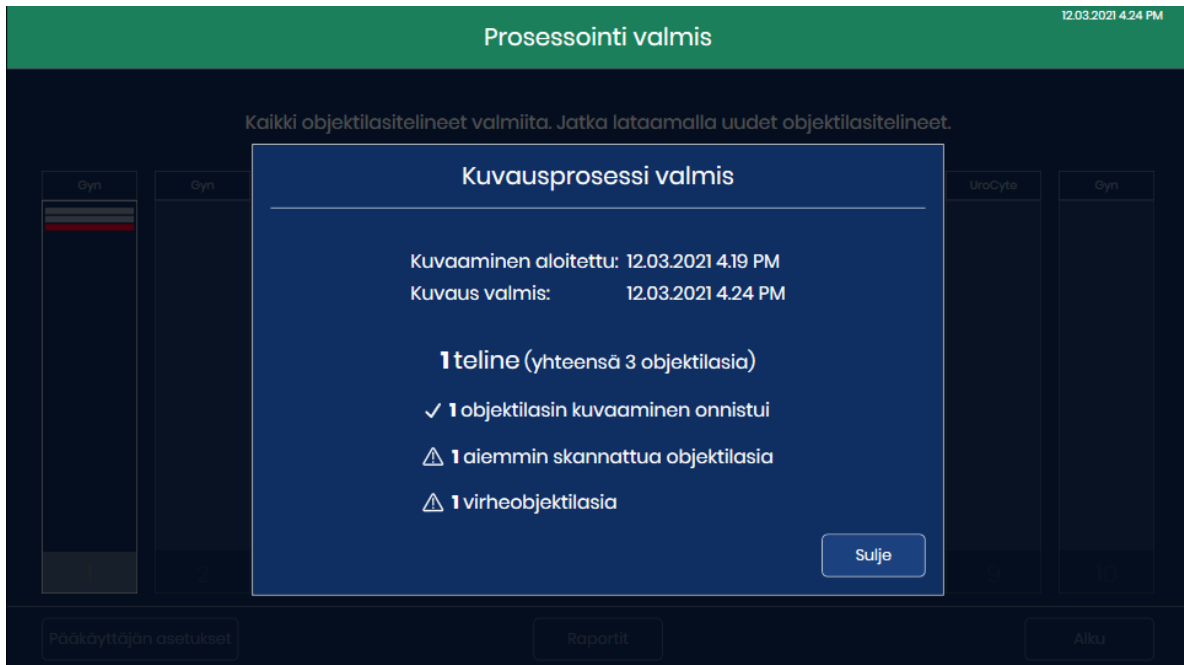 12.03.2021 4.24 PM
Prosessointi valmis
Kaikki objektilasitelineet valmiita. Jatka lataamalla uudet objektilasitelineet.
Gyn Gyn UroCyte Gyn
Kuvausprosessi valmis
Kuvaaminen aloitettu: 12.03.2021 4.19 PM
Kuvaus valmis: 12.03.2021 4.24 PM
1 teline (yhteensä 3 objektilasia)
1 objektilasin kuvaaminen onnistui
1 aiemmin skannattua objektilasia
1 virheobjektilasia
Sulje
1 2 9 10
Pääkäyttäjän asetukset Raportit Alku